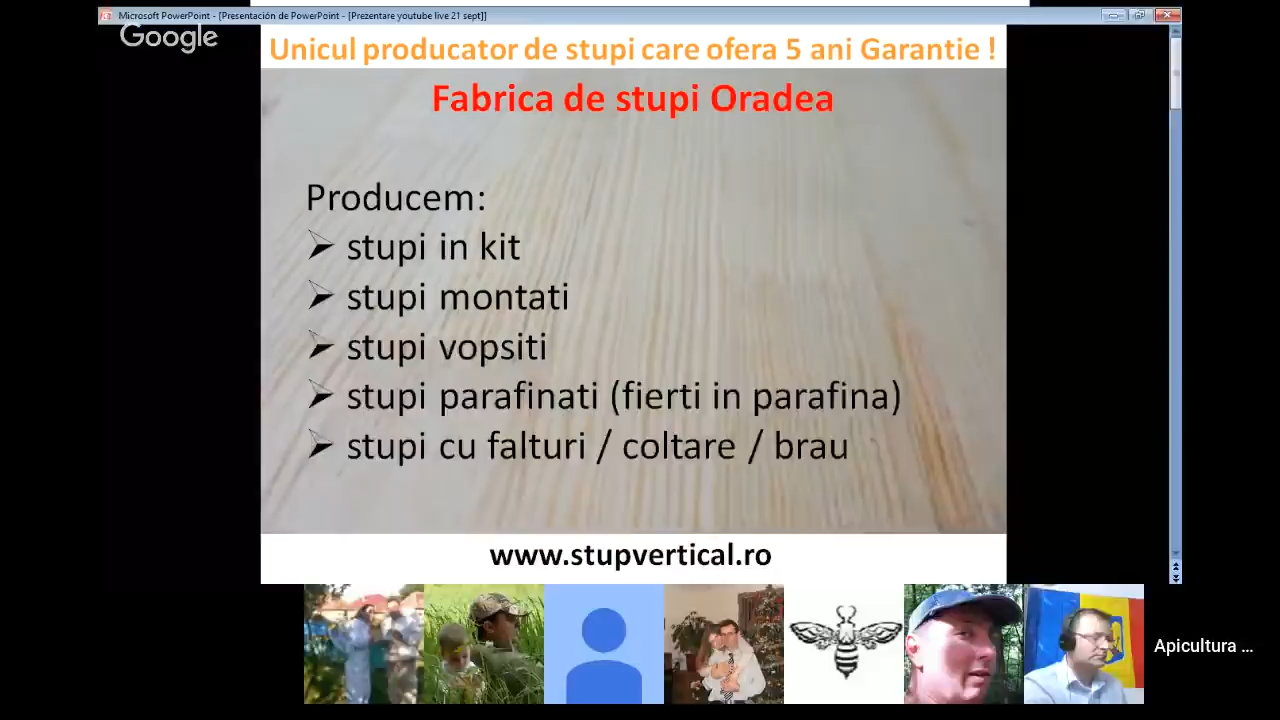 Microsoft PowerPoint - [Presentación de PowerPoint - [Prezentare youtube live 21 sept]]
Google
Unicul producator de stupi care ofera 5 ani Garantie !
Fabrica de stupi Oradea
Producem:
stupi in kit
stupi montati
stupi vopsiti
stupi parafinati (fierti in parafina)
stupi cu falturi / coltare / brau
www.stupvertical.ro
Apicultura ...